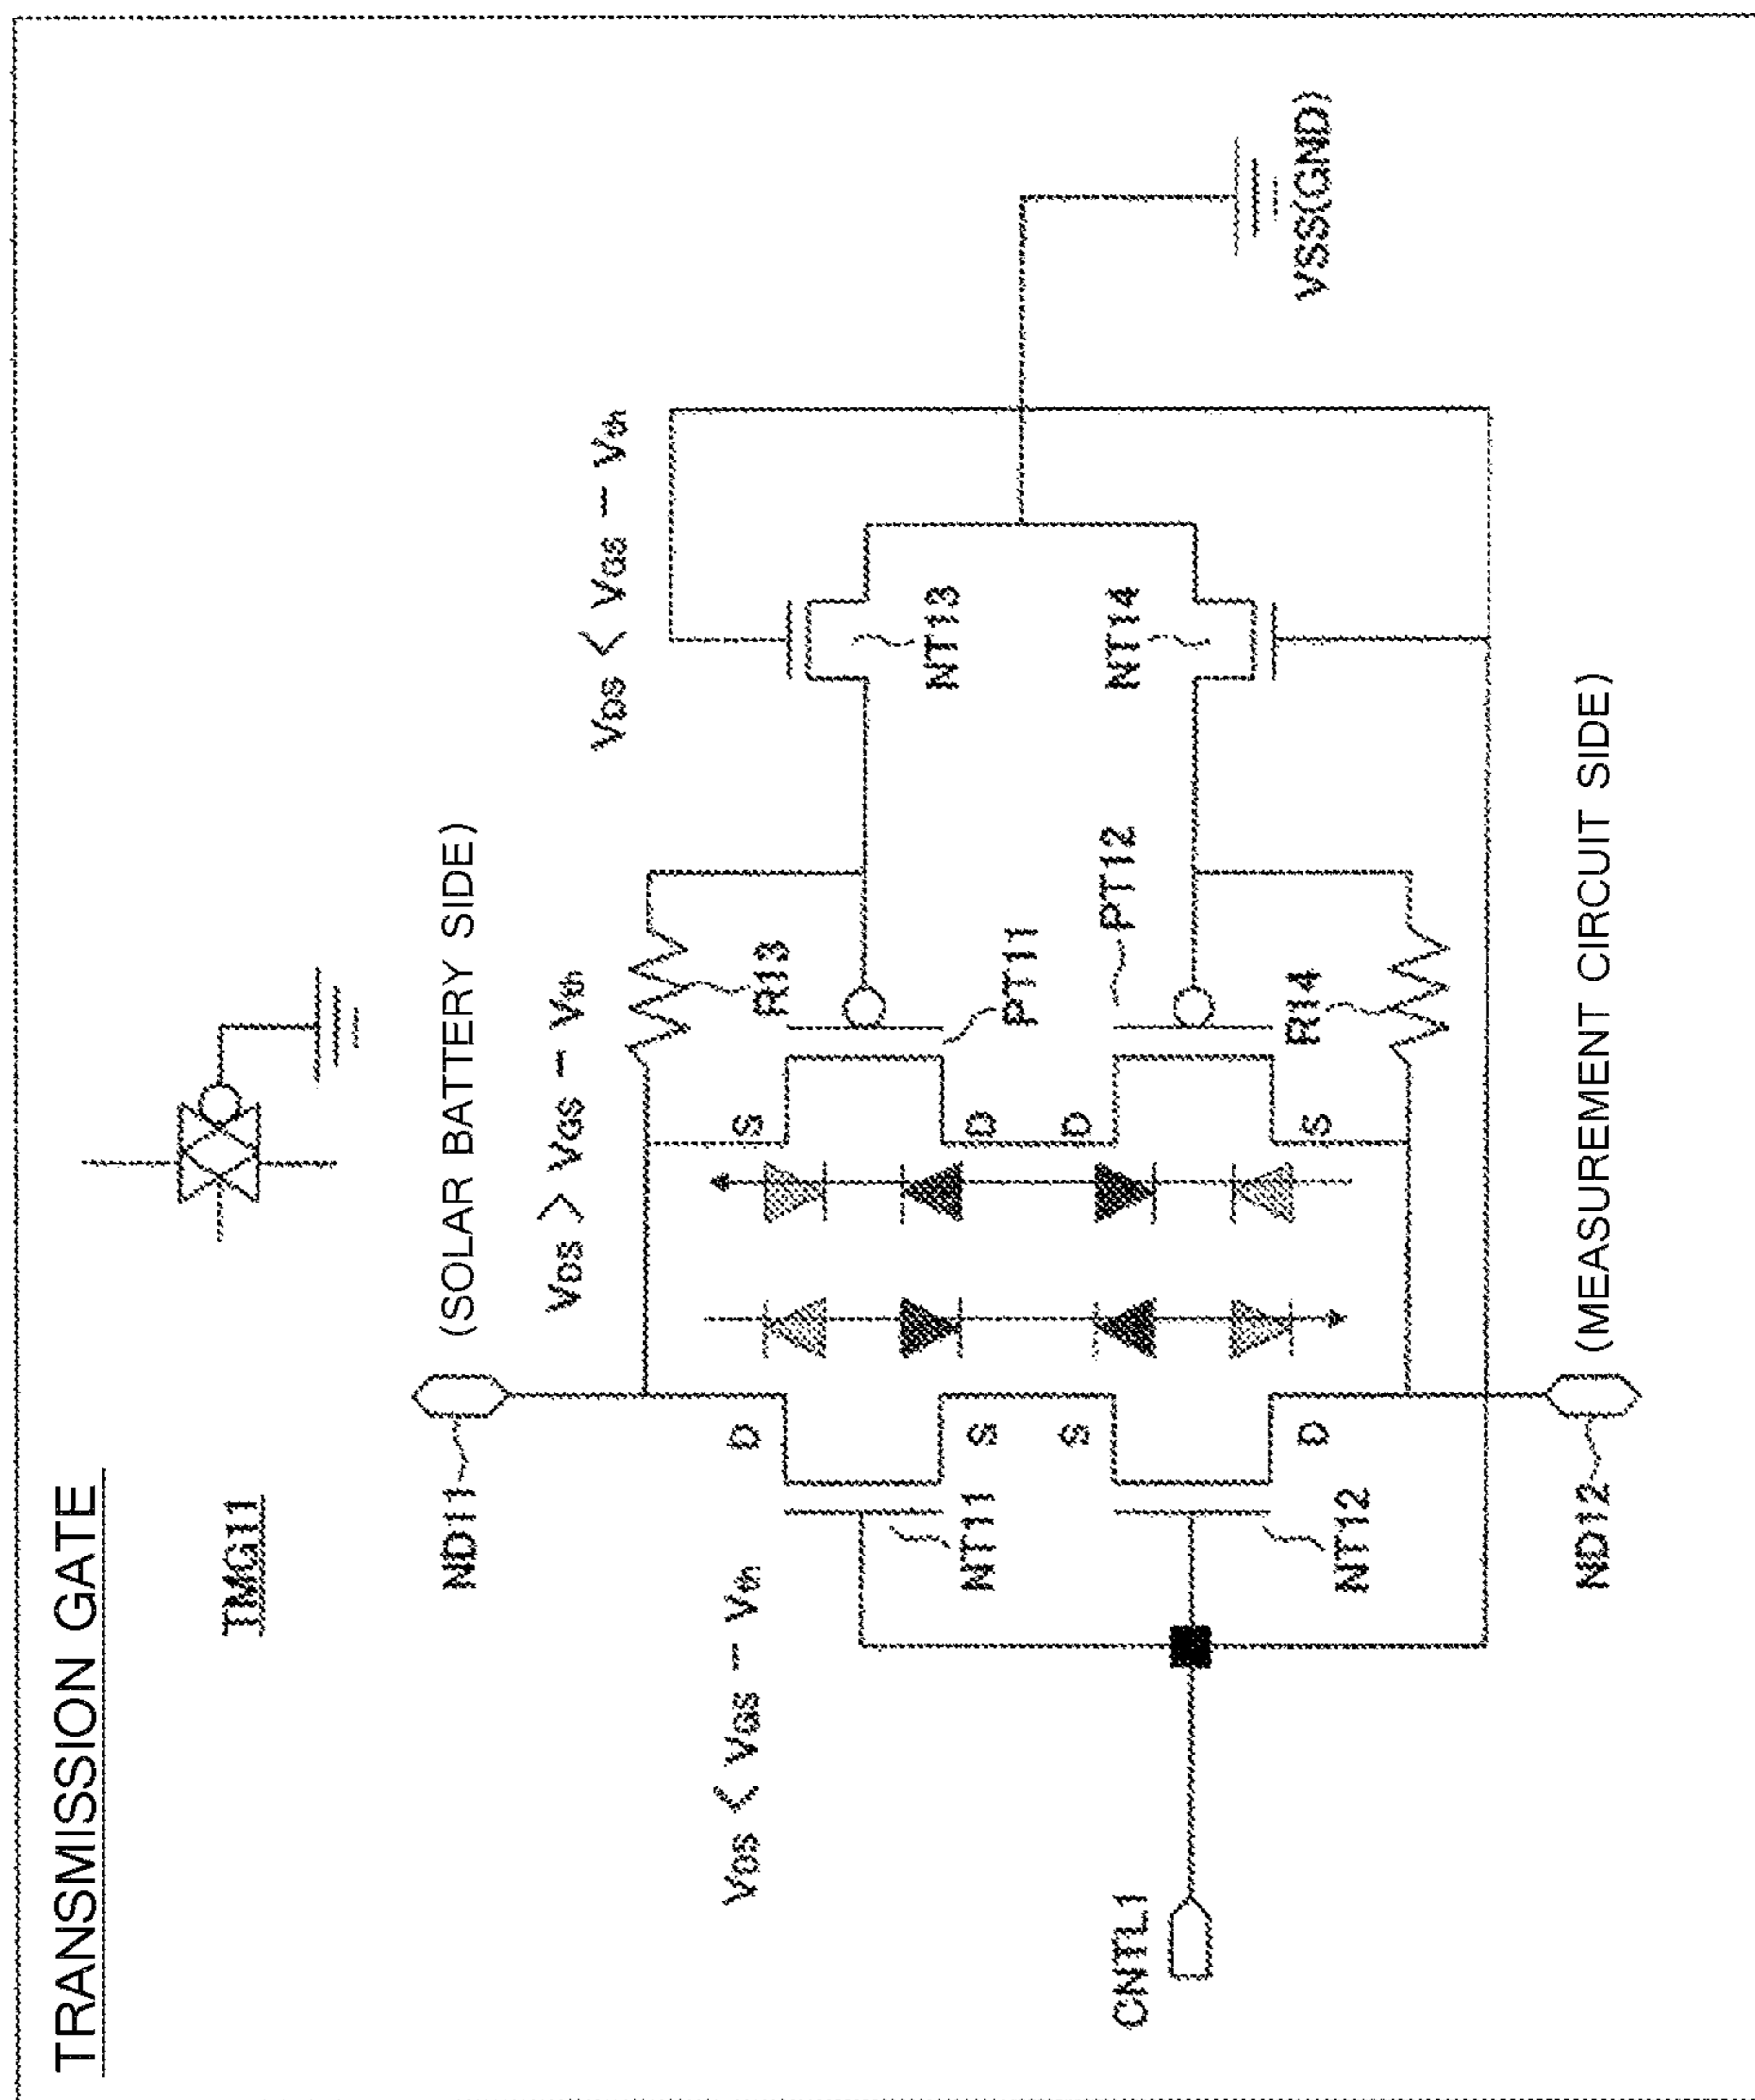 TRANSMISSION GATE
TMG11
ND11
(SOLAR BATTERY SIDE)
VDS > VGS - Vth
VDS < VGS - Vth
VDS < VGS - Vth
R13
D
S
NT11
S
D
PT11
NT13
CNTL1
S
D
PT12
NT14
NT12
D
S
R14
VSS(GND)
ND12
(MEASUREMENT CIRCUIT SIDE)